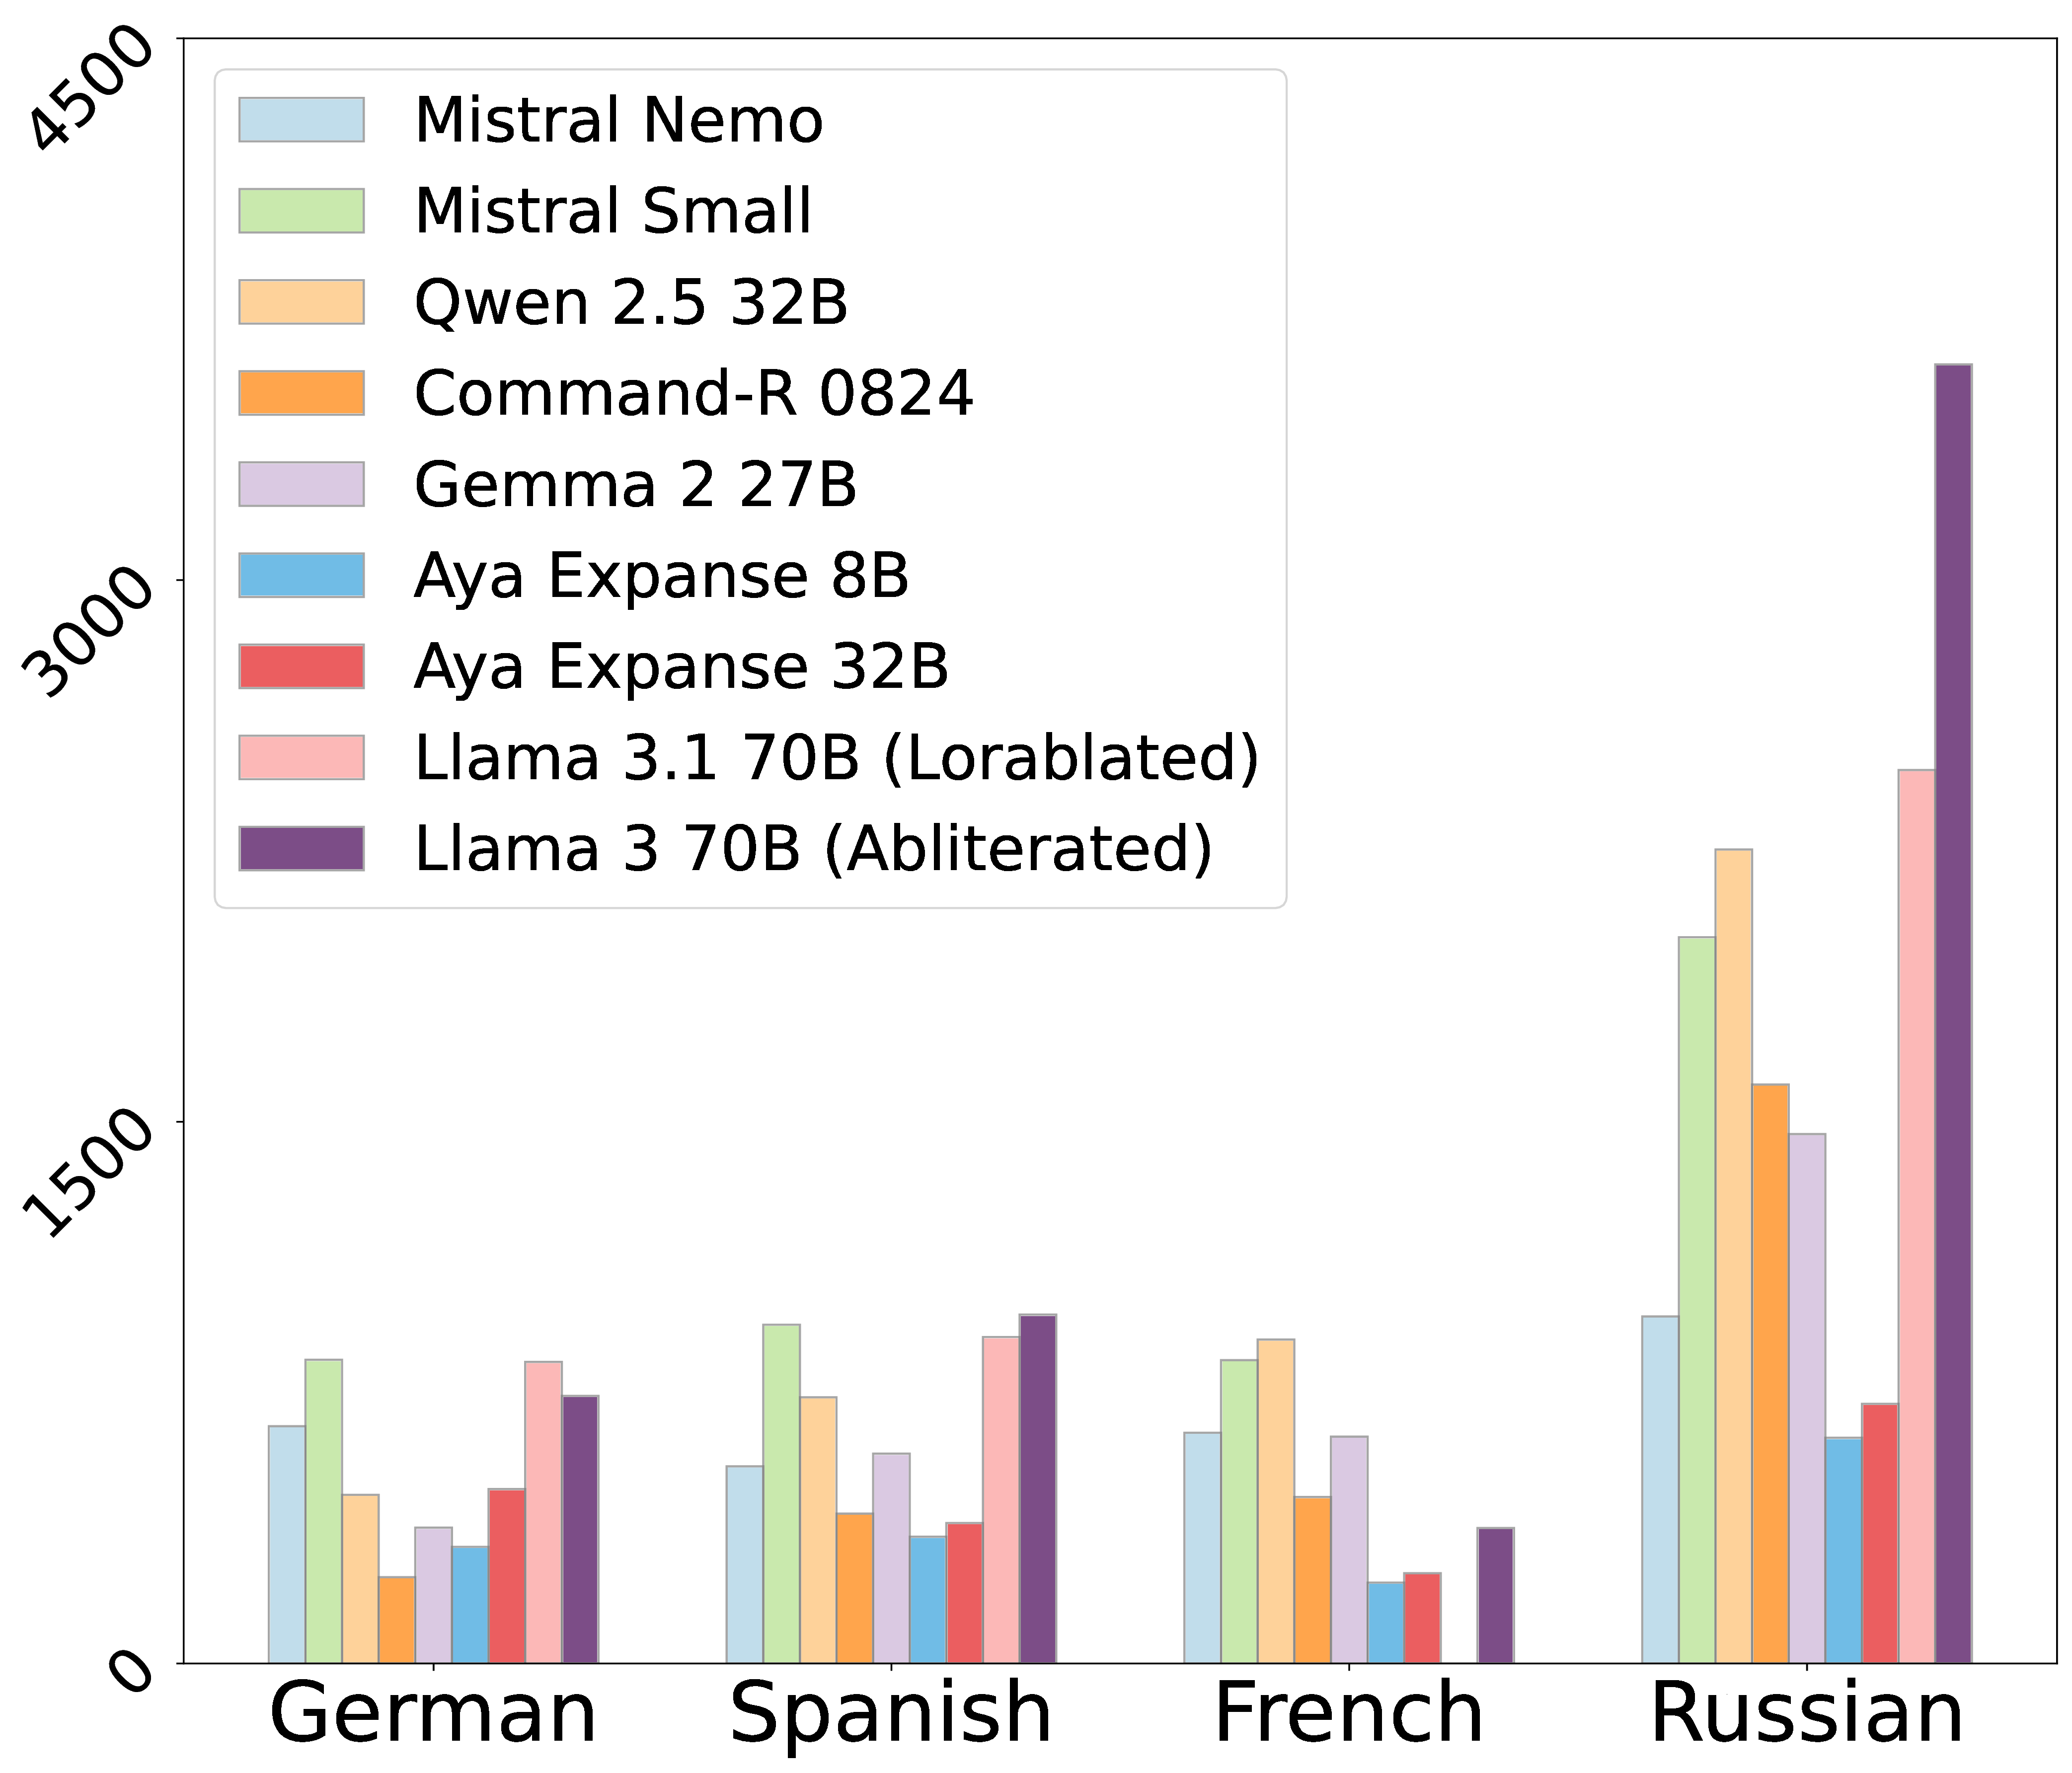 4500
3000
1500
0
Mistral Nemo
Mistral Small
Qwen 2.5 32B
Command-R 0824
Gemma 2 27B
Aya Expanse 8B
Aya Expanse 32B
Llama 3.1 70B (Lorablated)
Llama 3 70B (Abliterated)
German Spanish French Russian